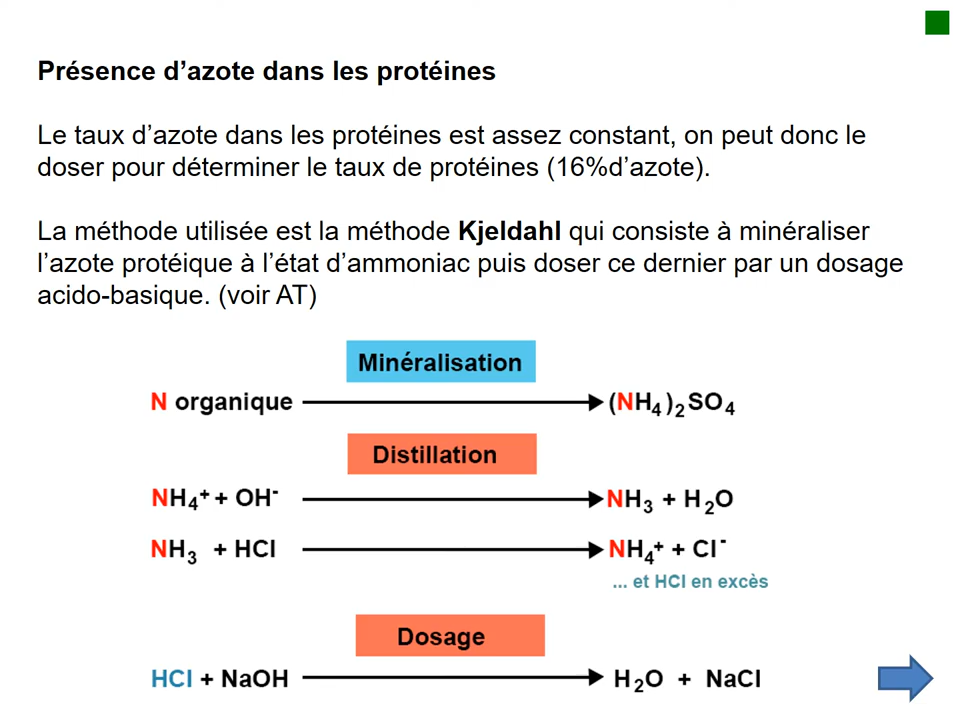 Présence d’azote dans les protéines
Le taux d’azote dans les protéines est assez constant, on peut donc le
doser pour déterminer le taux de protéines (16%d’azote).
La méthode utilisée est la méthode Kjeldahl qui consiste à minéraliser
l’azote protéique à l’état d’ammoniac puis doser ce dernier par un dosage
acido-basique. (voir AT)
Minéralisation
N organique (NH₄)₂SO₄
Distillation
NH₄⁺ + OH⁻ NH₃ + H₂O
NH₃ + HCl NH₄⁺ + Cl⁻
... et HCl en excès
Dosage
HCl + NaOH H₂O + NaCl